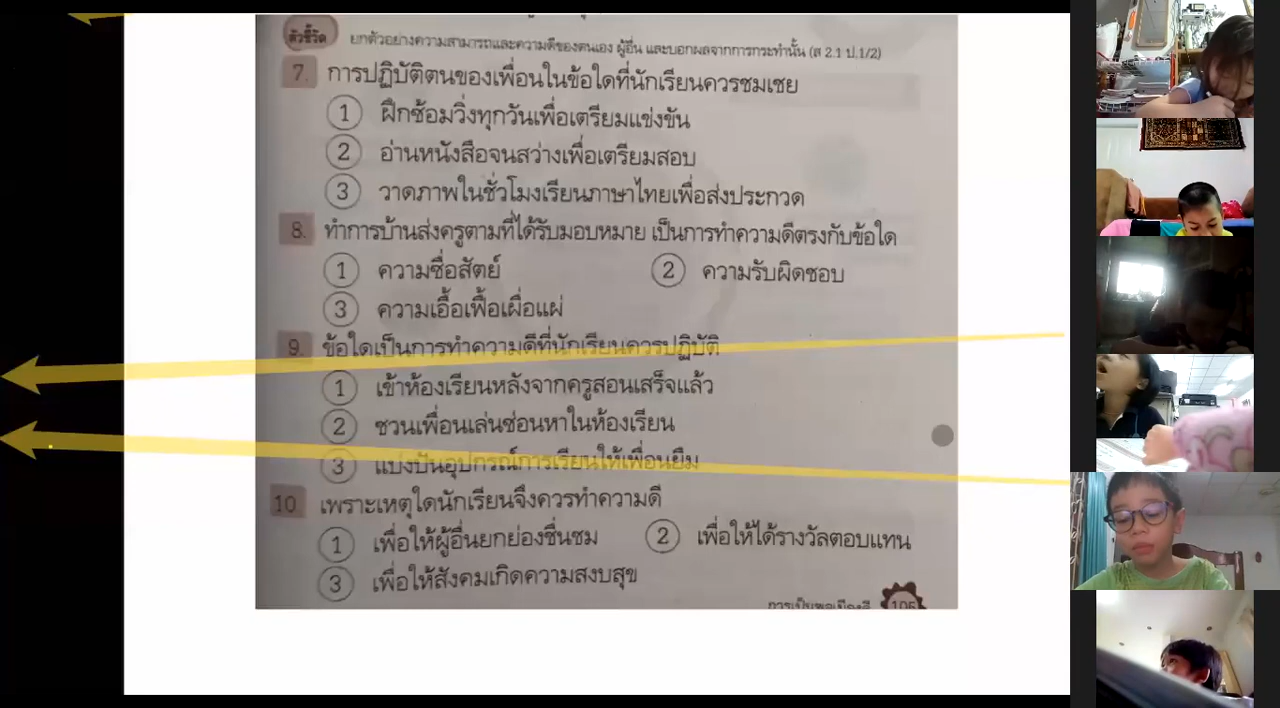 ตัวชี้วัด
ยกตัวอย่างความสามารถและความดีของตนเอง ผู้อื่น และบอกผลจากการกระทำนั้น (ส 2.1 ป.1/2)
7. การปฏิบัติตนของเพื่อนในข้อใดที่นักเรียนควรชมเชย
1 ฝึกซ้อมวิ่งทุกวันเพื่อเตรียมแข่งขัน
2 อ่านหนังสือจนสว่างเพื่อเตรียมสอบ
3 วาดภาพในชั่วโมงเรียนภาษาไทยเพื่อส่งประกวด
8. ทำการบ้านส่งครูตามที่ได้รับมอบหมาย เป็นการทำความดีตรงกับข้อใด
1 ความซื่อสัตย์ 2 ความรับผิดชอบ
3 ความเอื้อเฟื้อเผื่อแผ่
9. ข้อใดเป็นการทำความดีที่นักเรียนควรปฏิบัติ
1 เข้าห้องเรียนหลังจากครูสอนเสร็จแล้ว
2 ชวนเพื่อนเล่นซ่อนหาในห้องเรียน
3 แบ่งปันอุปกรณ์การเรียนให้เพื่อนยืม
10. เพราะเหตุใดนักเรียนจึงควรทำความดี
1 เพื่อให้ผู้อื่นยกย่องชื่นชม 2 เพื่อให้ได้รางวัลตอบแทน
3 เพื่อให้สังคมเกิดความสงบสุข
การเป็นพลเมืองดี 105